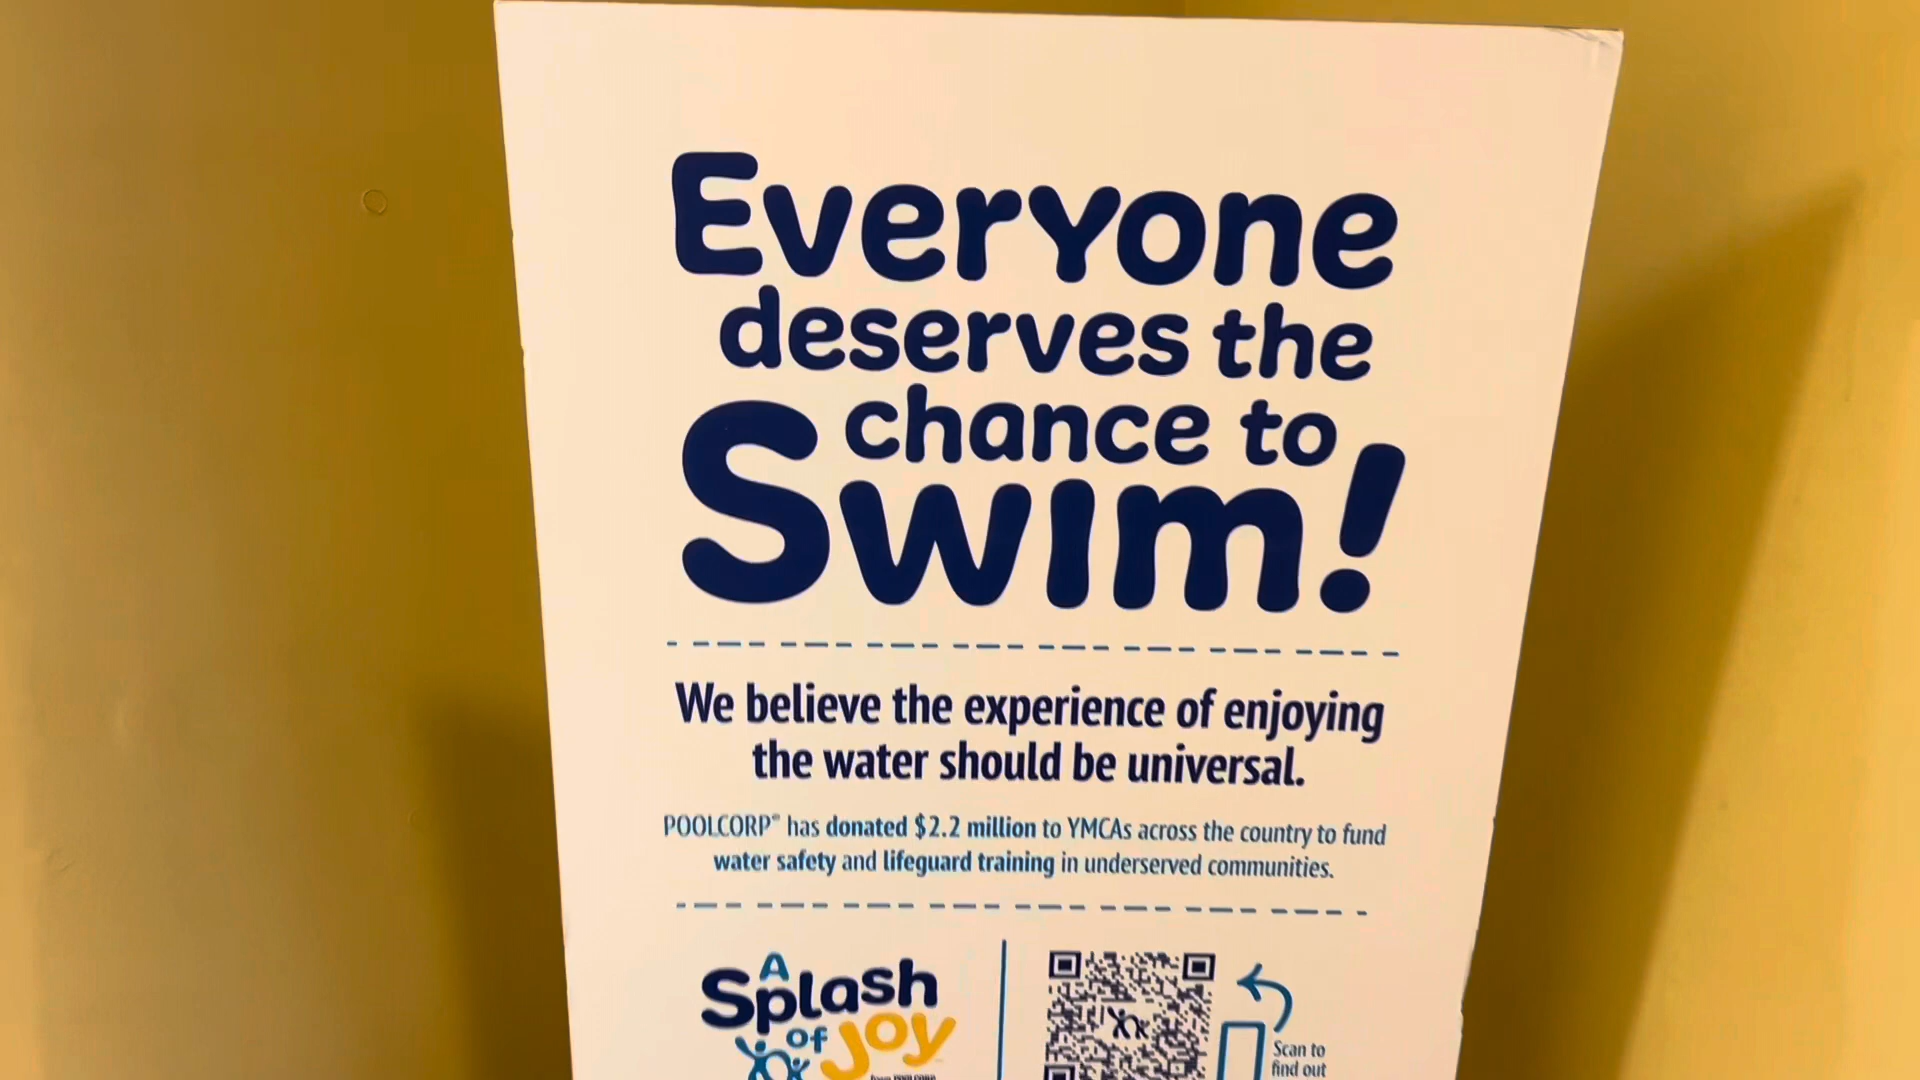 Everyone
deserves the
chance to
Swim!
We believe the experience of enjoying
the water should be universal.
POOLCORP® has donated $2.2 million to YMCAs across the country to fund
water safety and lifeguard training in underserved communities.
A
Splash
of Joy
Scan to
find out